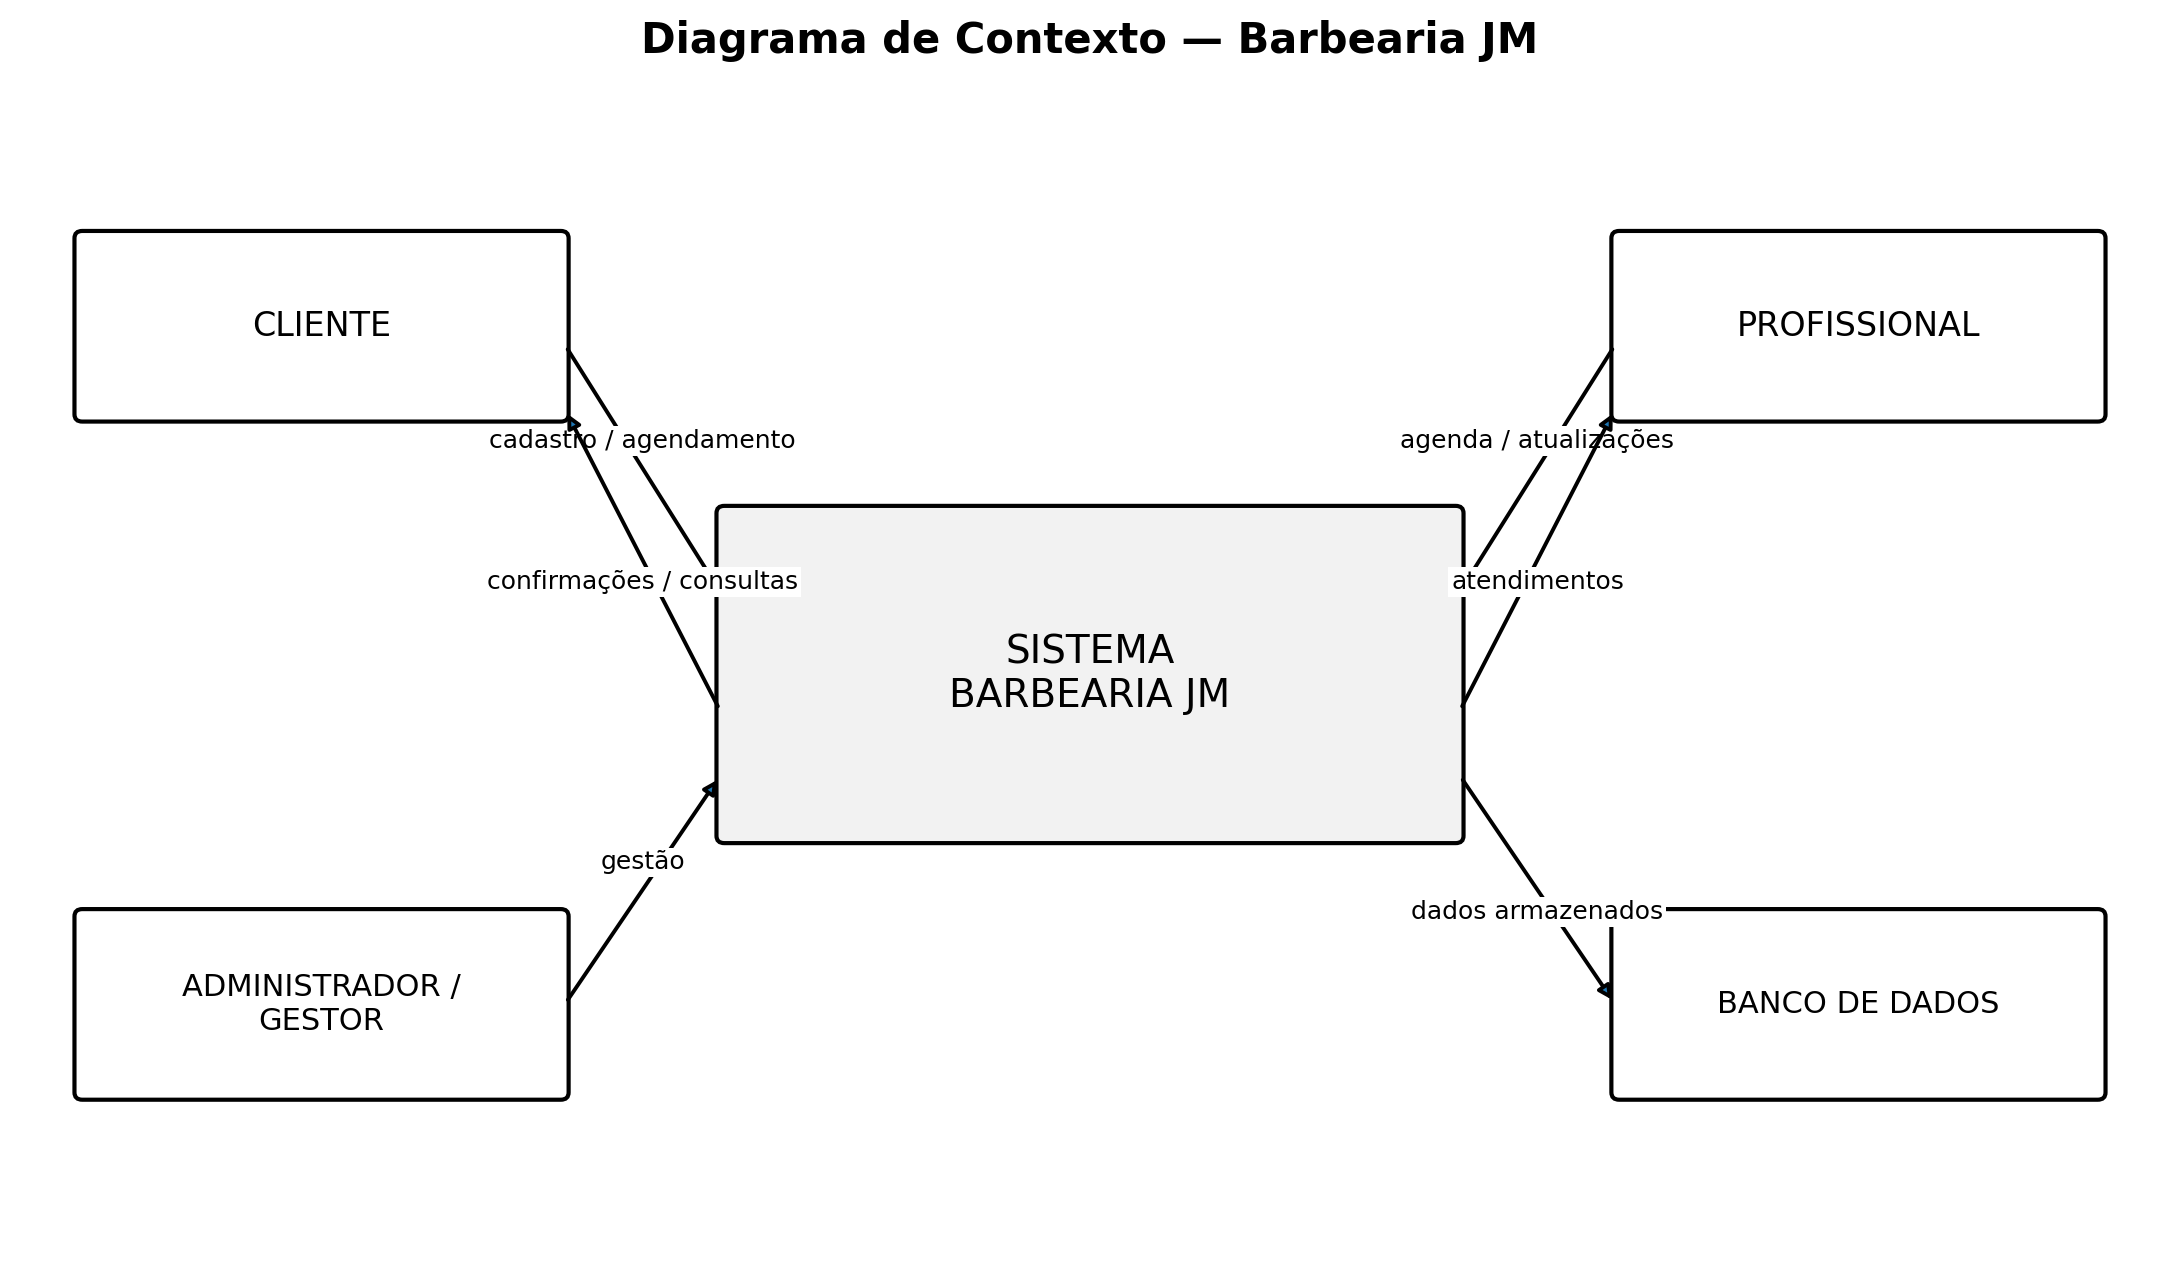 Diagrama de Contexto — Barbearia JM
CLIENTE
PROFISSIONAL
cadastro / agendamento
agenda / atualizações
confirmações / consultas
atendimentos
SISTEMA
BARBEARIA JM
gestão
dados armazenados
ADMINISTRADOR /
GESTOR
BANCO DE DADOS